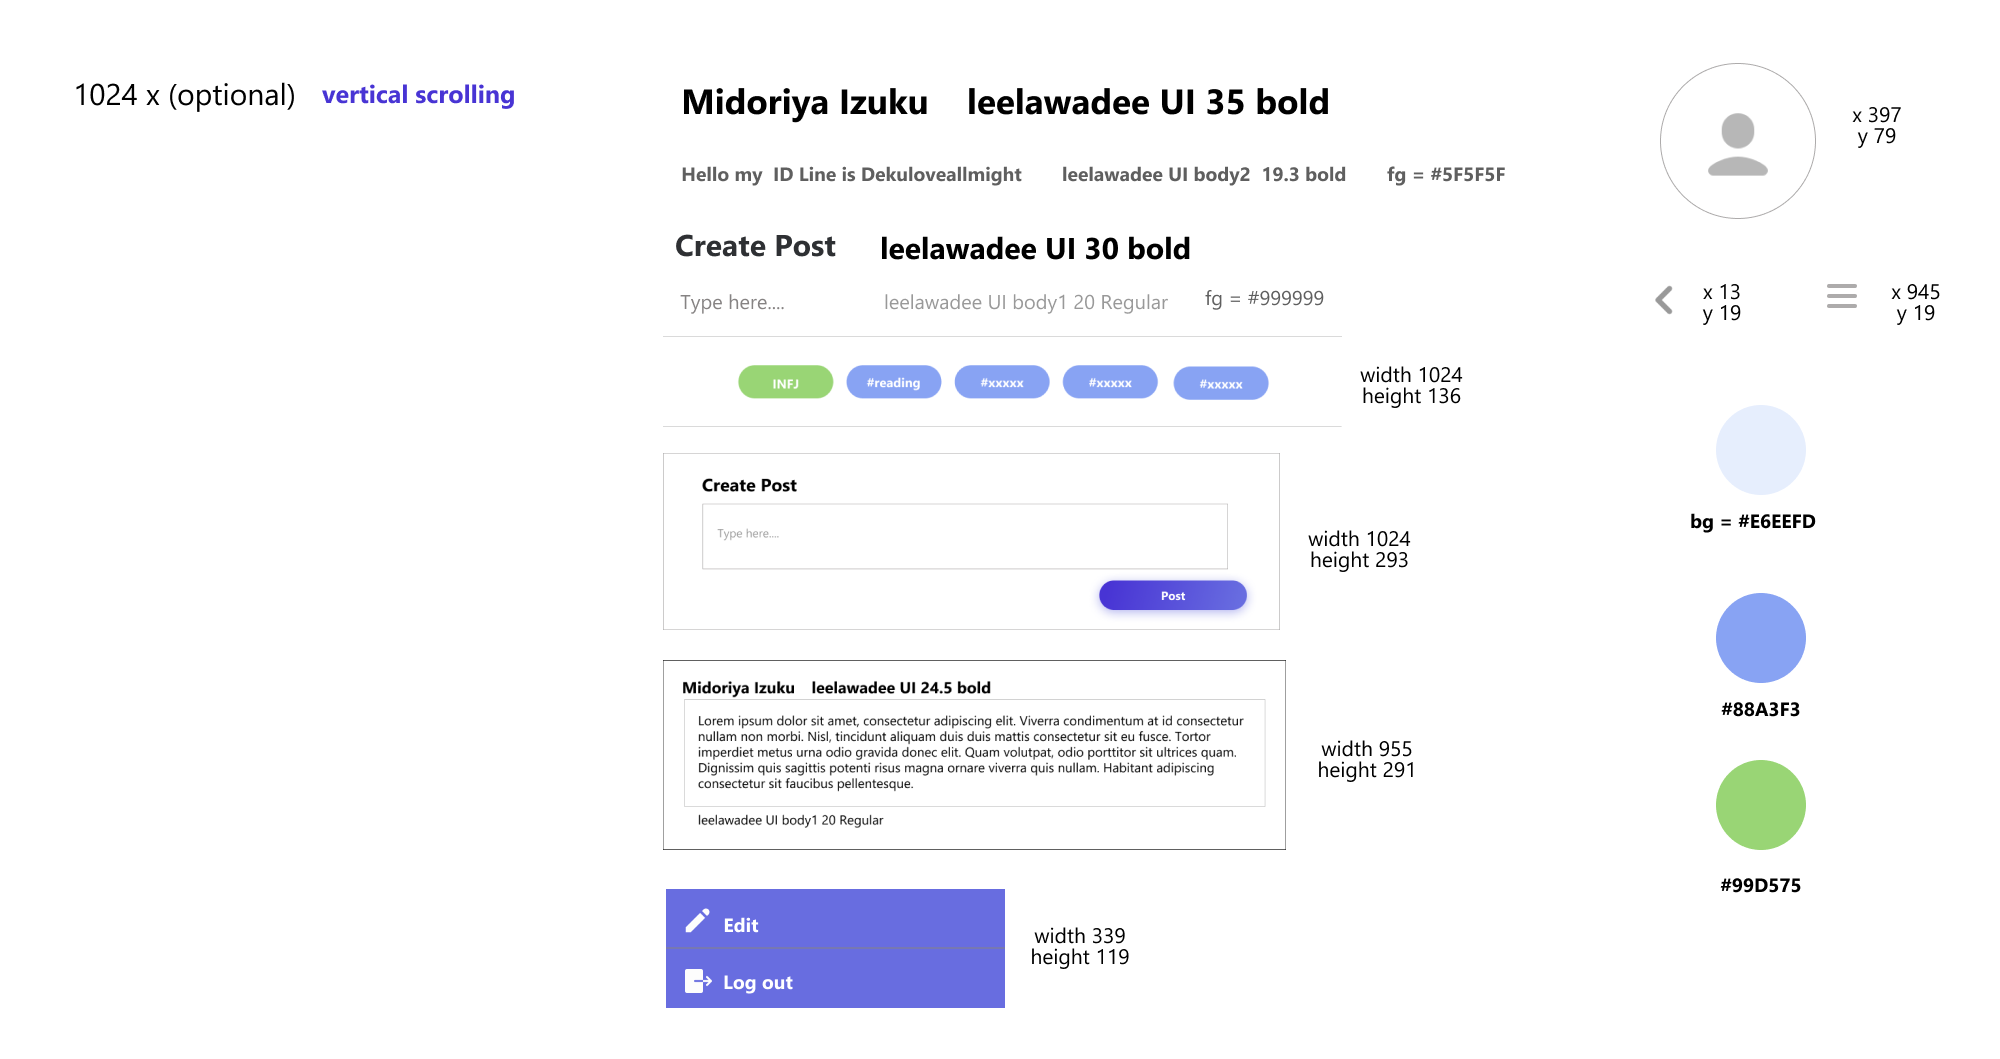 1024 x (optional) vertical scrolling
Midoriya Izuku leelawadee UI 35 bold
x 397
y 79
Hello my ID Line is Dekuloveallmight leelawadee UI body2 19.3 bold fg = #5F5F5F
Create Post leelawadee UI 30 bold
Type here.... leelawadee UI body1 20 Regular fg = #999999
x 13
y 19
x 945
y 19
INFJ #reading #xxxxx #xxxxx #xxxxx
width 1024
height 136
bg = #E6EEFD
Create Post
Type here....
Post
width 1024
height 293
#88A3F3
Midoriya Izuku leelawadee UI 24.5 bold
Lorem ipsum dolor sit amet, consectetur adipiscing elit. Viverra condimentum at id consectetur
nullam non morbi. Nisl, tincidunt aliquam duis duis mattis consectetur sit eu fusce. Tortor
imperdiet metus urna odio gravida donec elit. Quam volutpat, odio porttitor sit ultrices quam.
Dignissim quis sagittis potenti risus magna ornare viverra quis nullam. Habitant adipiscing
consectetur sit faucibus pellentesque.
leelawadee UI body1 20 Regular
width 955
height 291
#99D575
Edit
Log out
width 339
height 119